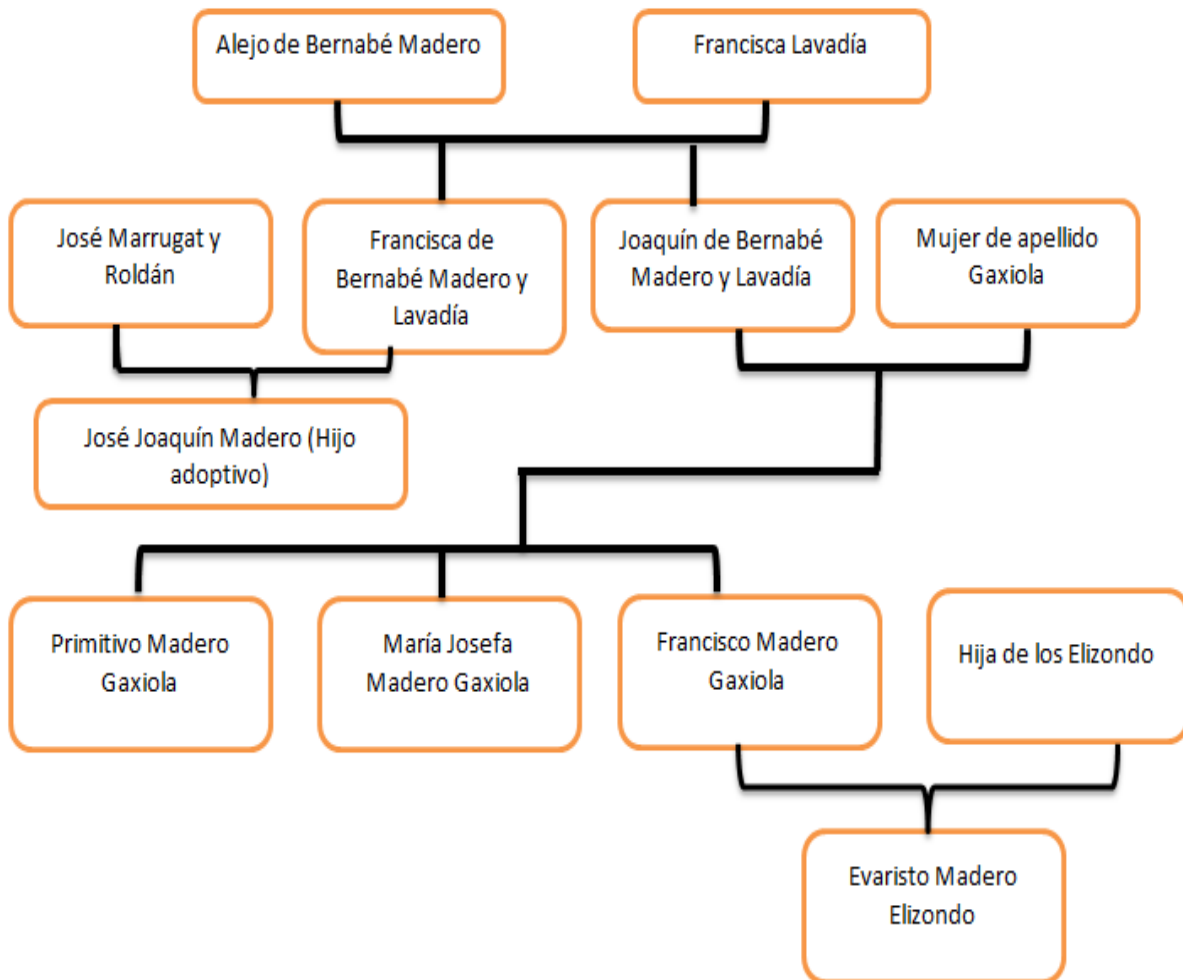 Alejo de Bernabé Madero
Francisca Lavadía
José Marrugat y
Roldán
Francisca de
Bernabé Madero y
Lavadía
Joaquín de Bernabé
Madero y Lavadía
Mujer de apellido
Gaxiola
José Joaquín Madero (Hijo
adoptivo)
Primitivo Madero
Gaxiola
María Josefa
Madero Gaxiola
Francisco Madero
Gaxiola
Hija de los Elizondo
Evaristo Madero
Elizondo